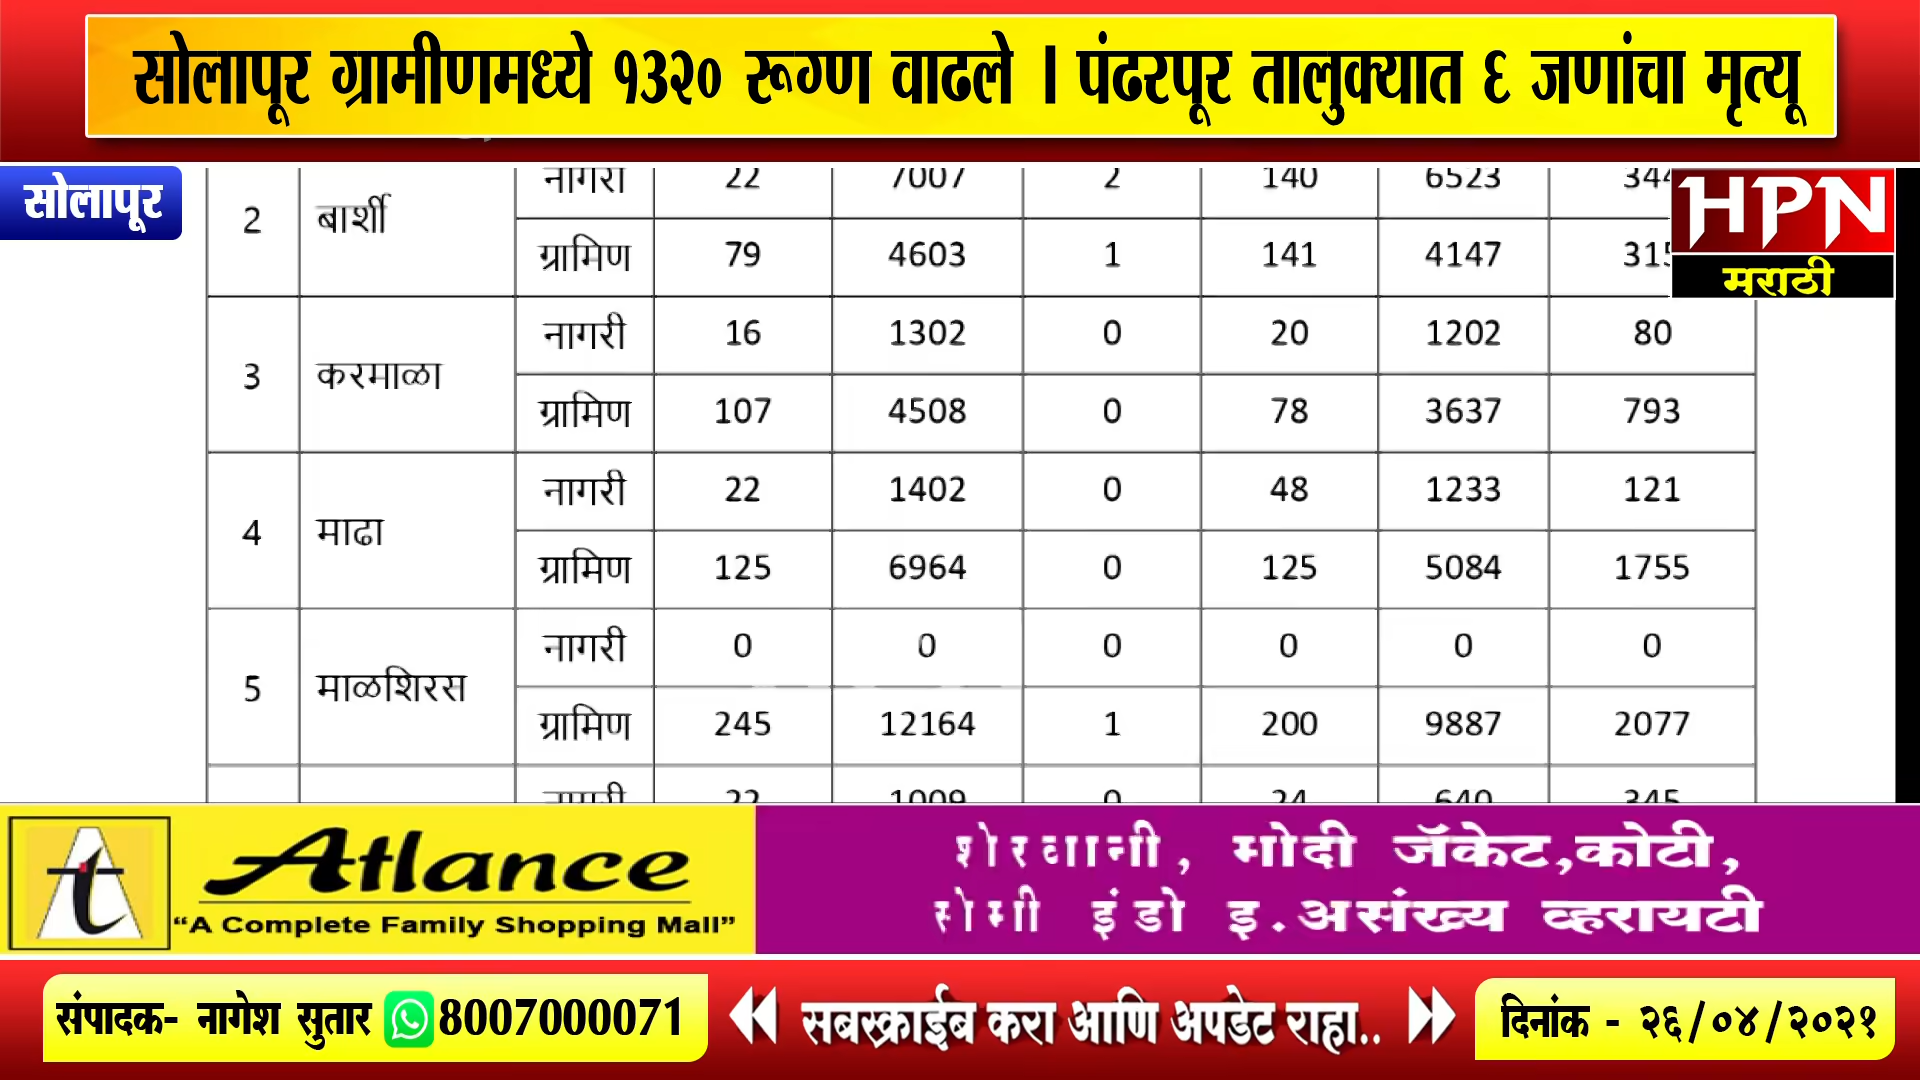 सोलापूर ग्रामीणमध्ये १३२० रूग्ण वाढले । पंढरपूर तालुक्यात ६ जणांचा मृत्यू
सोलापूर
HPN
मराठी
2 बार्शी नागरी 22 7007 2 140 6523
ग्रामिण 79 4603 1 141 4147
3 करमाळा नागरी 16 1302 0 20 1202 80
ग्रामिण 107 4508 0 78 3637 793
4 माढा नागरी 22 1402 0 48 1233 121
ग्रामिण 125 6964 0 125 5084 1755
5 माळशिरस नागरी 0 0 0 0 0 0
ग्रामिण 245 12164 1 200 9887 2077
नागरी 22 1009 0 24 640 345
t
Atlance
“A Complete Family Shopping Mall”
शेरवानी, मोदी जॅकेट,कोटी,
इंडो इ.असंख्य व्हरायटी
संपादक- नागेश सुतार 8007000071
सबस्क्राईब करा आणि अपडेट राहा..
दिनांक - २६/०४/२०२१